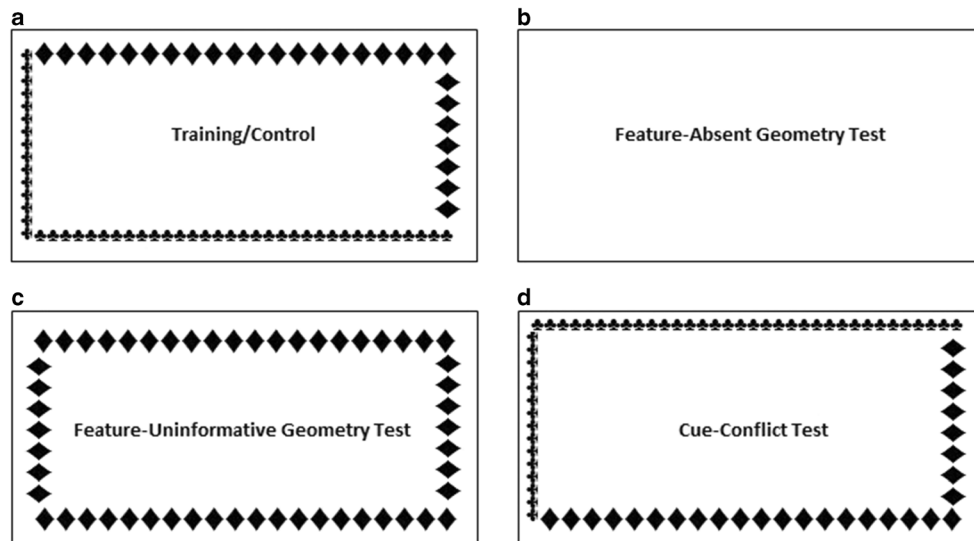 a
b
Training/Control
Feature-Absent Geometry Test
c
d
Feature-Uninformative Geometry Test
Cue-Conflict Test